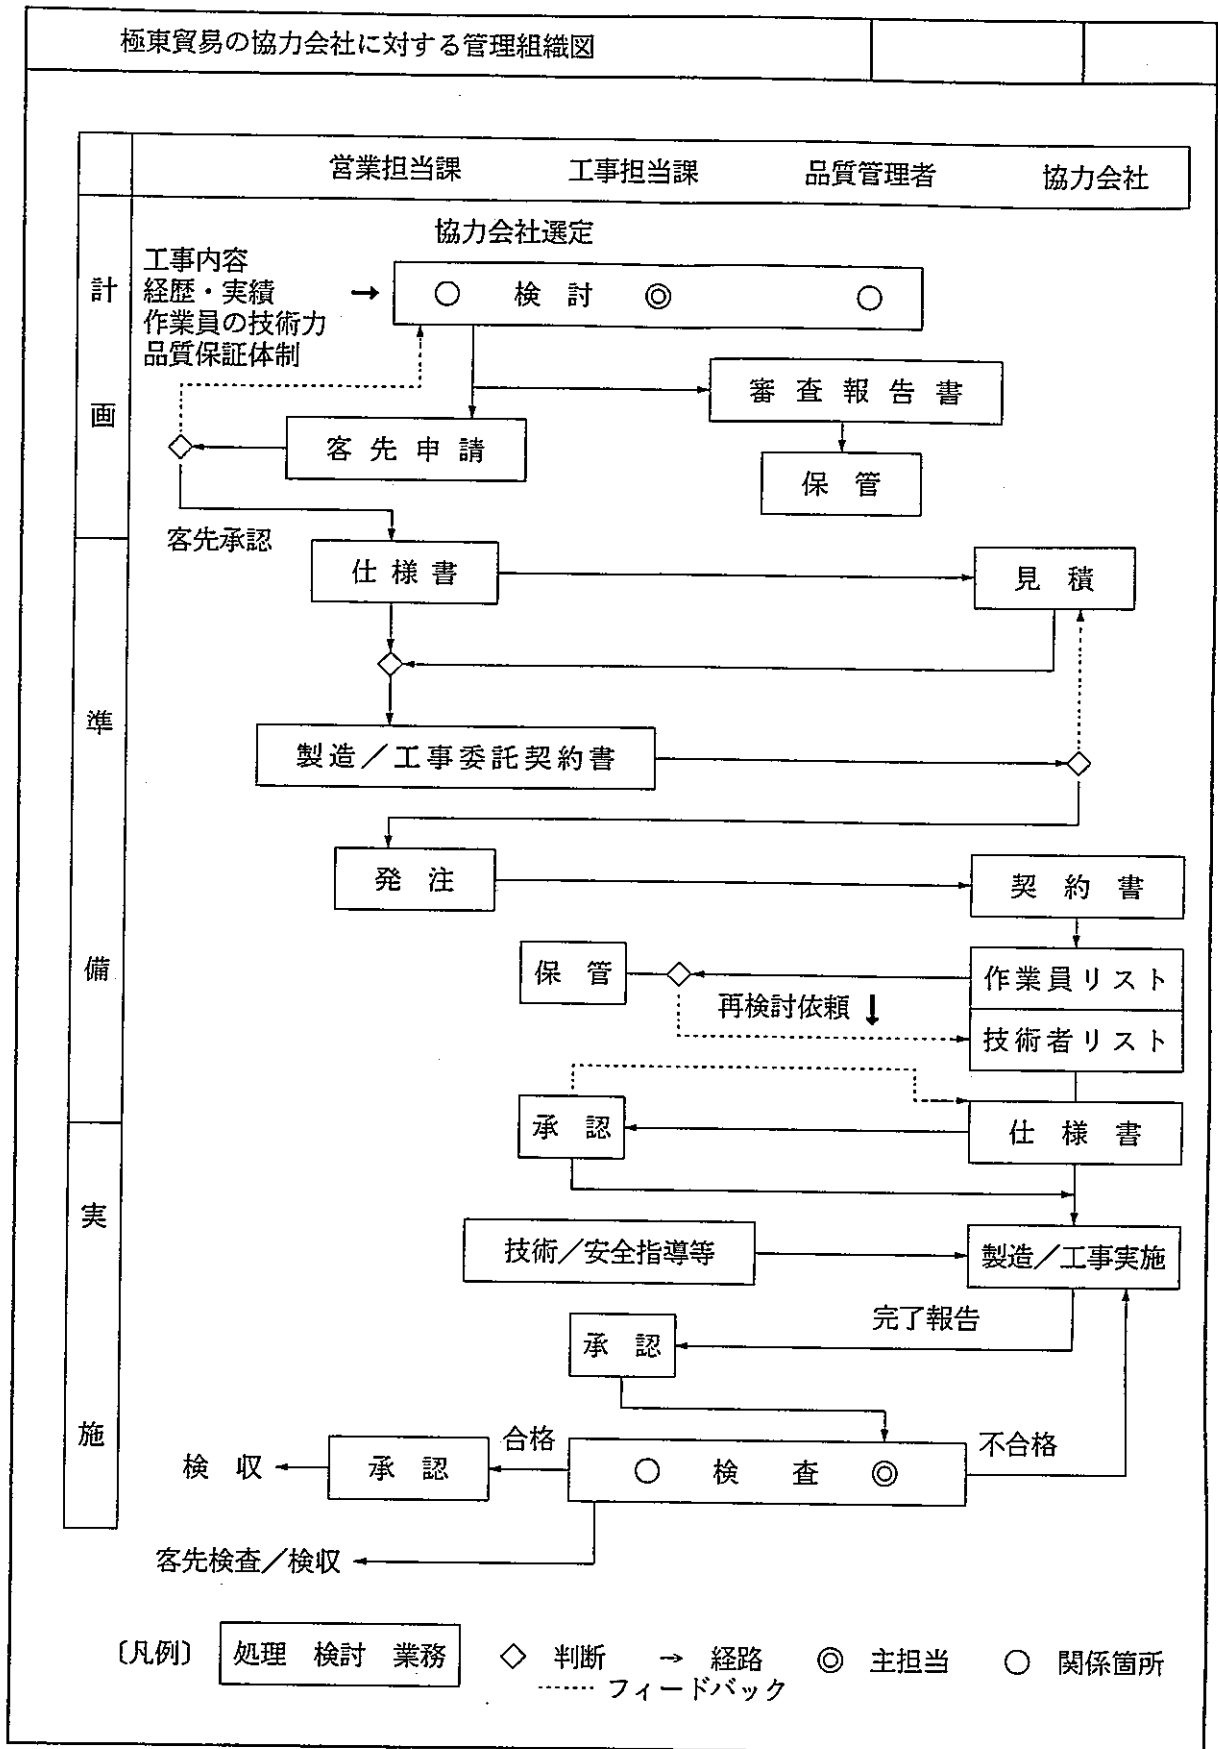 極東貿易の協力会社に対する管理組織図
営業担当課 工事担当課 品質管理者 協力会社
計画
準備
実施
協力会社選定
工事内容
経歴・実績 →
作業員の技術力
品質保証体制
○ 検討 ◎ ○
審査報告書
客先申請
保管
客先承認
仕様書
見積
製造/工事委託契約書
発注
契約書
保管
作業員リスト
再検討依頼 ↓
技術者リスト
承認
仕様書
技術/安全指導等
製造/工事実施
完了報告
承認
合格
不合格
検収
承認
○ 検査 ◎
客先検査/検収
〔凡例〕 処理 検討 業務 ◇ 判断 → 経路 ◎ 主担当 ○ 関係箇所
フィードバック